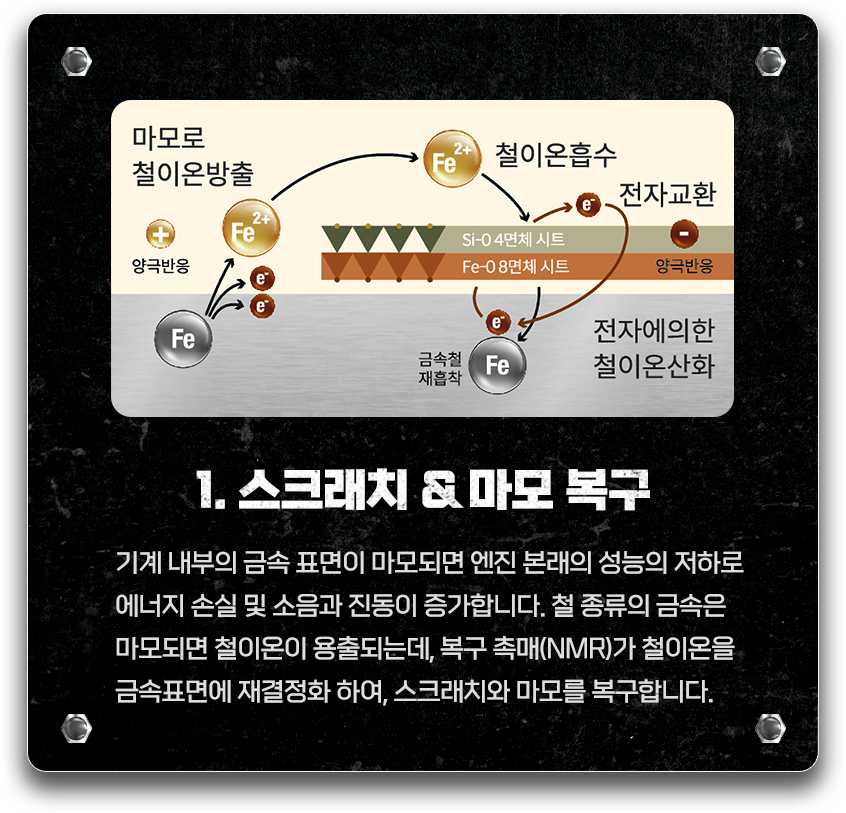 마모로
철이온방출
Fe2+
철이온흡수
Fe2+
e-
전자교환
+
양극반응
Si-O 4면체 시트
-
양극반응
e-
Fe-O 8면체 시트
e-
Fe
e-
전자에의한
철이온산화
금속철
재흡착
Fe
1. 스크래치 & 마모 복구
기계 내부의 금속 표면이 마모되면 엔진 본래의 성능의 저하로
에너지 손실 및 소음과 진동이 증가합니다. 철 종류의 금속은
마모되면 철이온이 용출되는데, 복구 촉매(NMR)가 철이온을
금속표면에 재결정화 하여, 스크래치와 마모를 복구합니다.